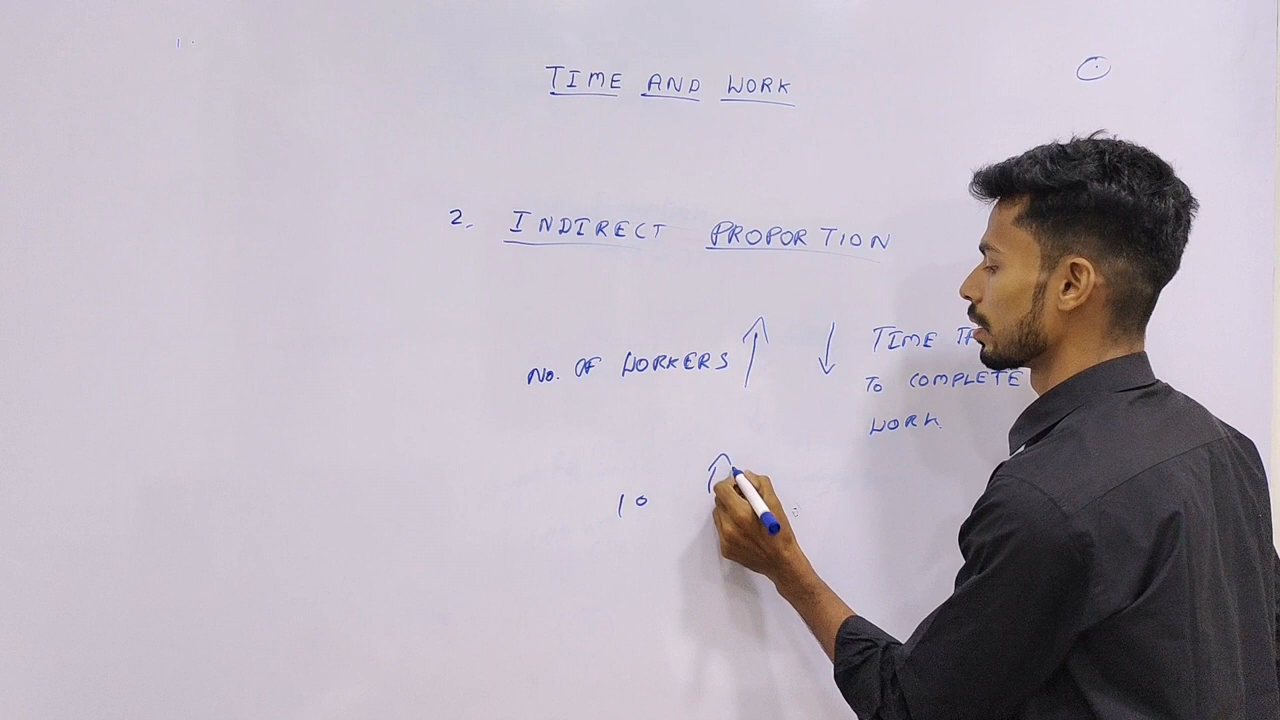 TIME AND WORK
2. INDIRECT PROPORTION
No. OF WORKERS
TIME
TO COMPLETE
WORK.
10